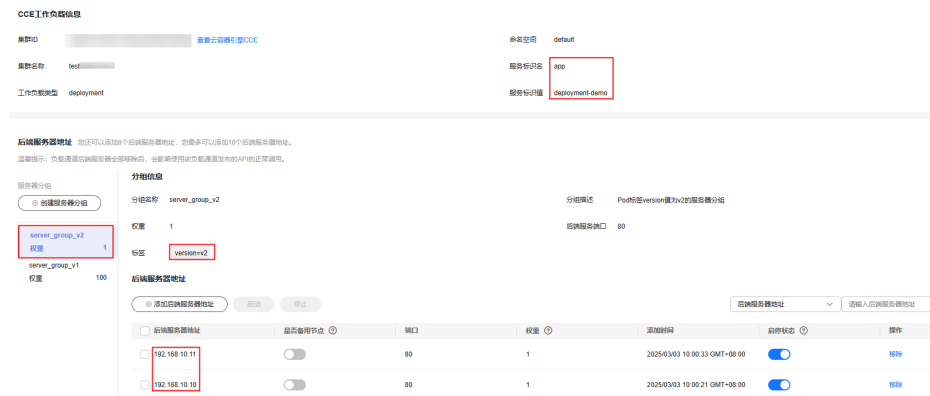 CCE工作负载信息
集群ID 查看云容器引擎CCE 命名空间 default
集群名称 test 服务标识名 app
工作负载类型 deployment 服务标识值 deployment-demo
后端服务器地址 您还可以添加8个后端服务器地址，您最多可以添加10个后端服务器地址。
温馨提示：负载通道后端服务器全部移除后，会影响使用该负载通道发布的API的正常调用。
服务器分组
创建服务器分组
server_group_v2
权重 1
server_group_v1
权重 100
分组信息
分组名称 server_group_v2 分组描述 Pod标签version值为v2的服务器分组
权重 1 后端服务端口 80
标签 version=v2
后端服务器地址
添加后端服务器地址 启动 停止 后端服务器地址 请输入后端服务器地址
后端服务器地址 是否备用节点 端口 权重 添加时间 启停状态 操作
192.168.10.11 80 1 2025/03/03 10:00:33 GMT+08:00 移除
192.168.10.10 80 1 2025/03/03 10:00:21 GMT+08:00 移除